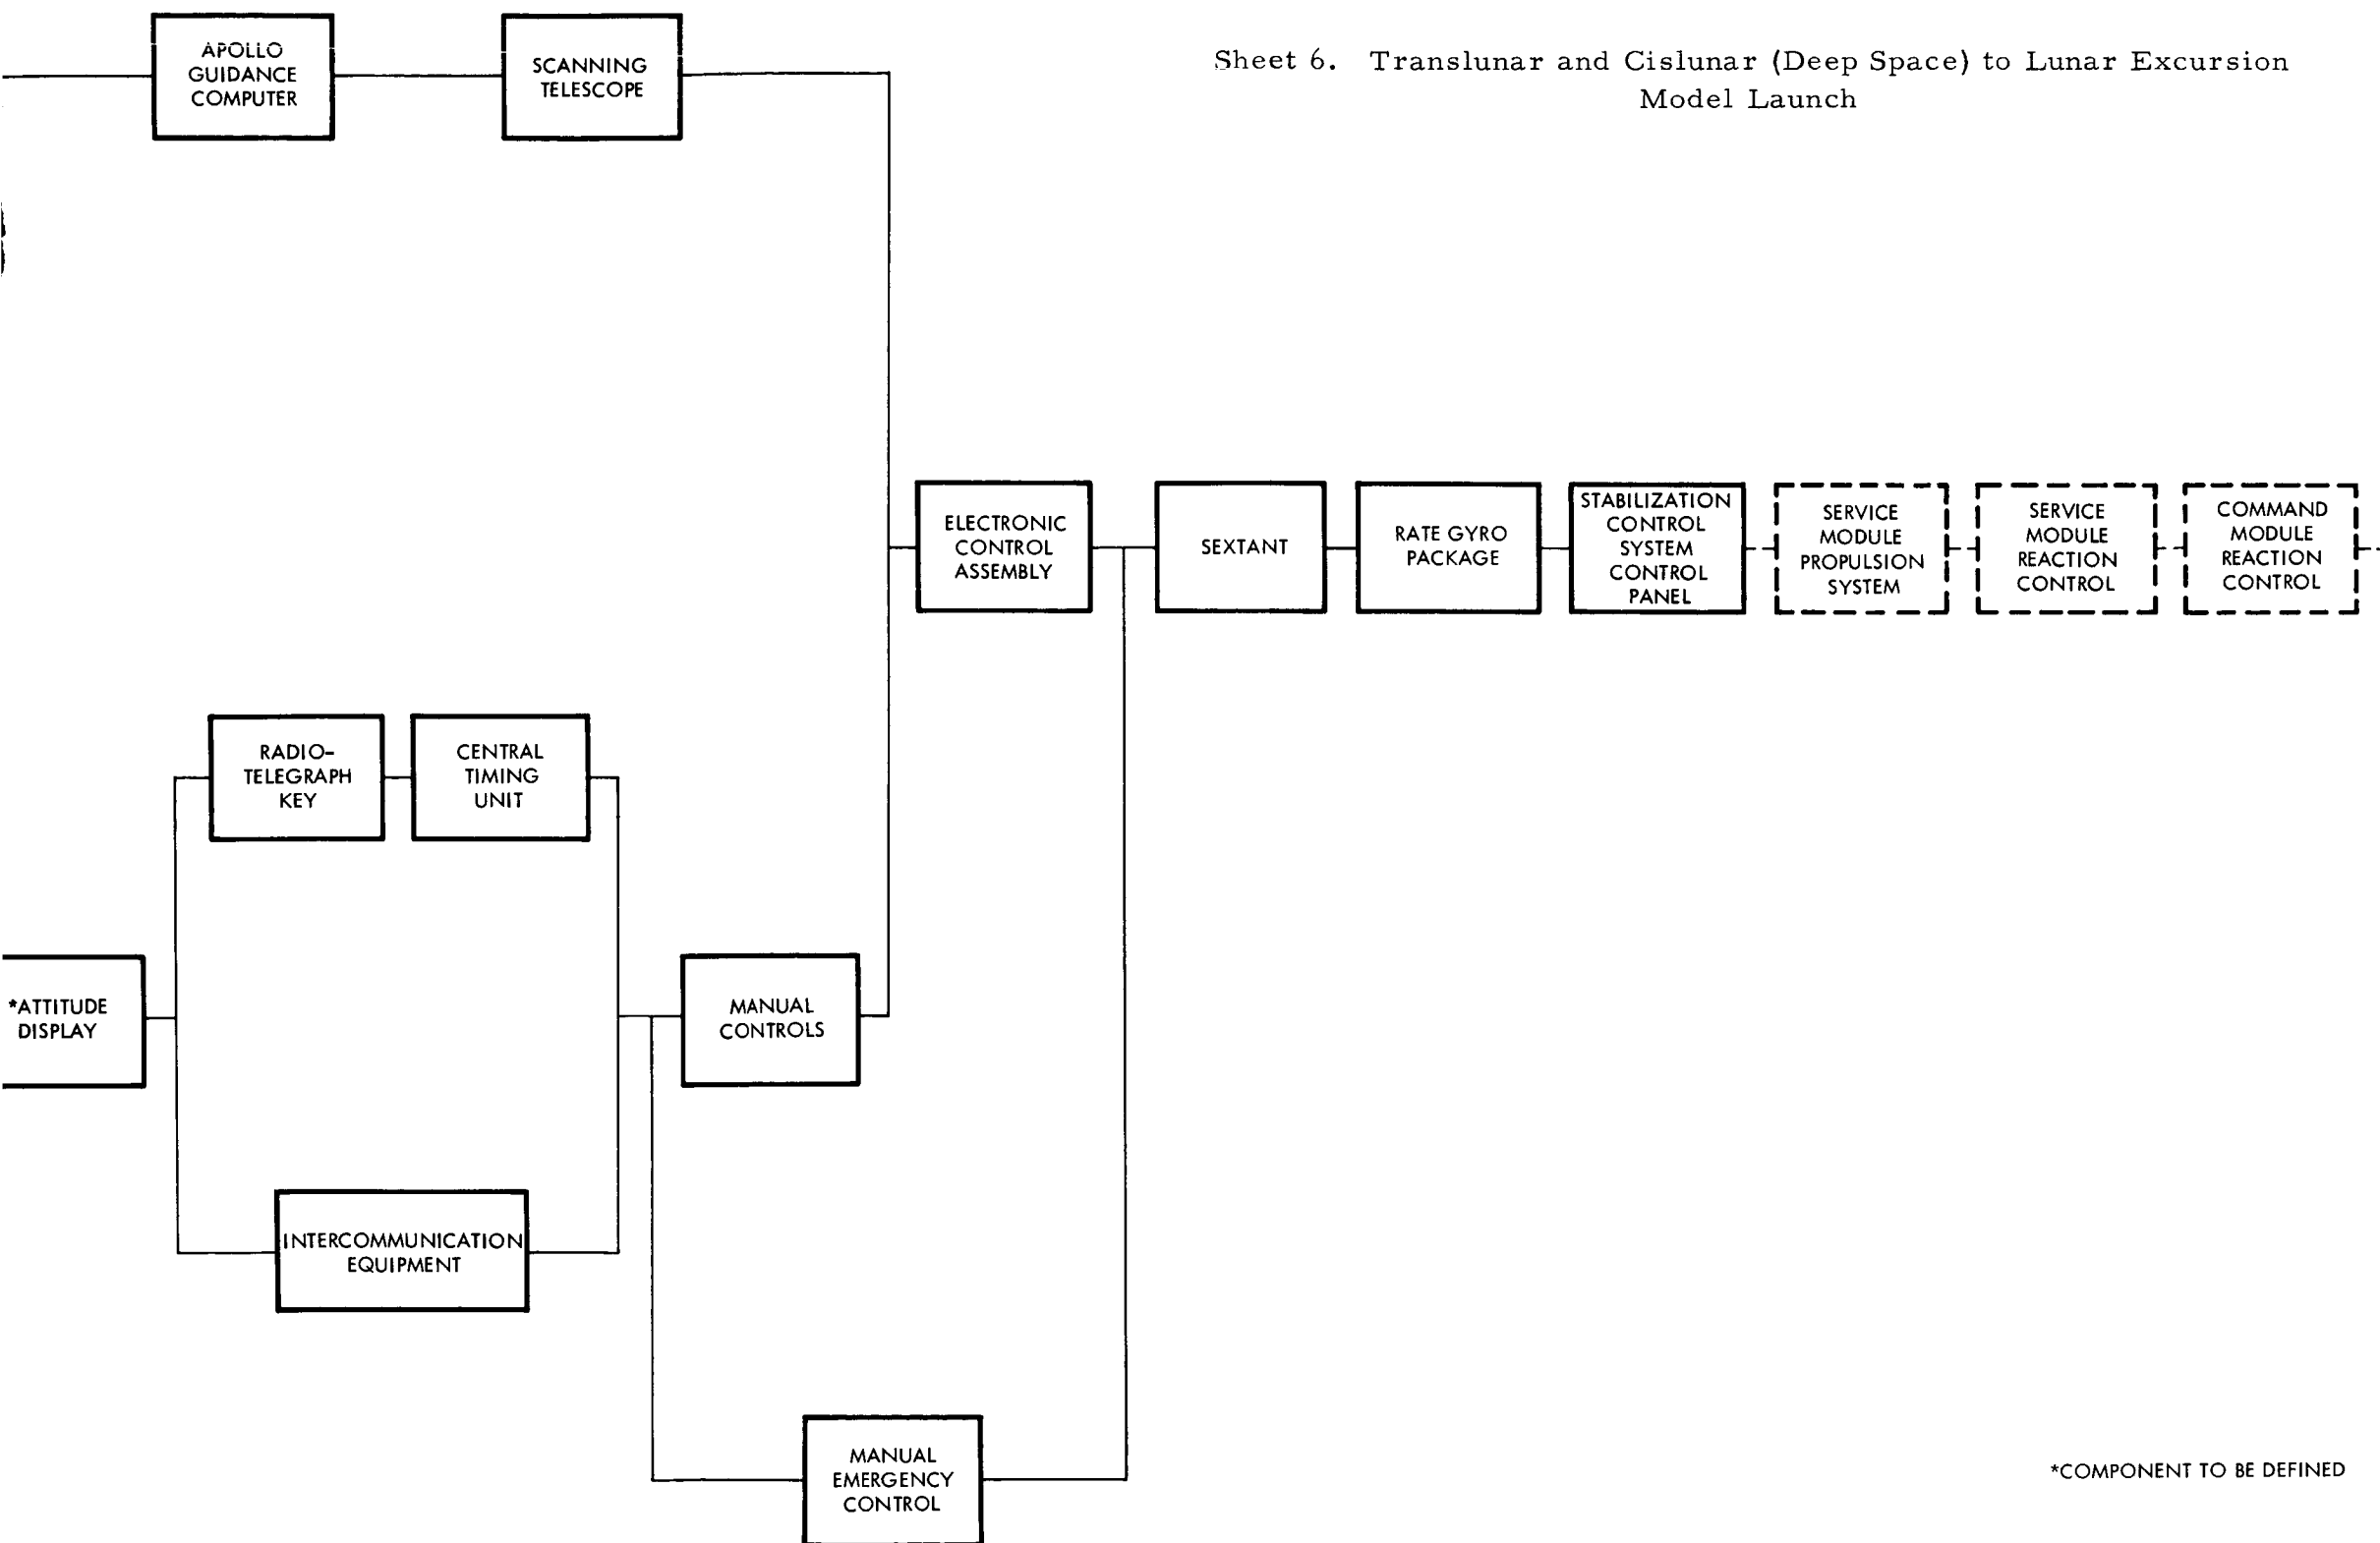 Sheet 6. Translunar and Cislunar (Deep Space) to Lunar Excursion
Model Launch
APOLLO
GUIDANCE
COMPUTER
SCANNING
TELESCOPE
ELECTRONIC
CONTROL
ASSEMBLY
SEXTANT
RATE GYRO
PACKAGE
STABILIZATION
CONTROL
SYSTEM
CONTROL
PANEL
SERVICE
MODULE
PROPULSION
SYSTEM
SERVICE
MODULE
REACTION
CONTROL
COMMAND
MODULE
REACTION
CONTROL
RADIO-
TELEGRAPH
KEY
CENTRAL
TIMING
UNIT
*ATTITUDE
DISPLAY
MANUAL
CONTROLS
INTERCOMMUNICATION
EQUIPMENT
MANUAL
EMERGENCY
CONTROL
*COMPONENT TO BE DEFINED